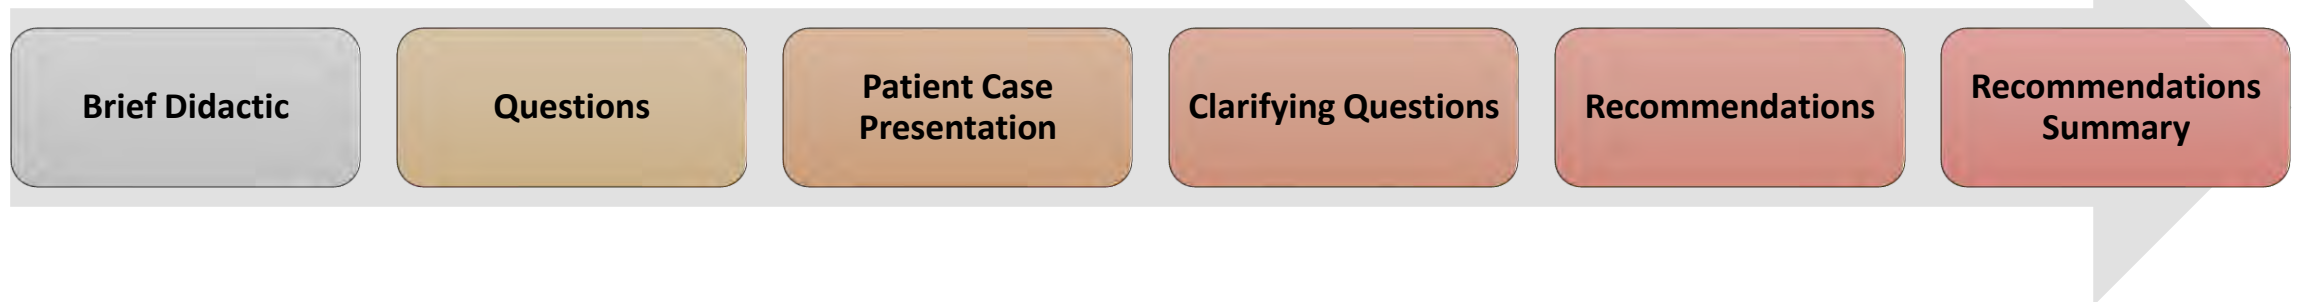 Brief Didactic
Questions
Patient Case
Presentation
Clarifying Questions
Recommendations
Recommendations
Summary